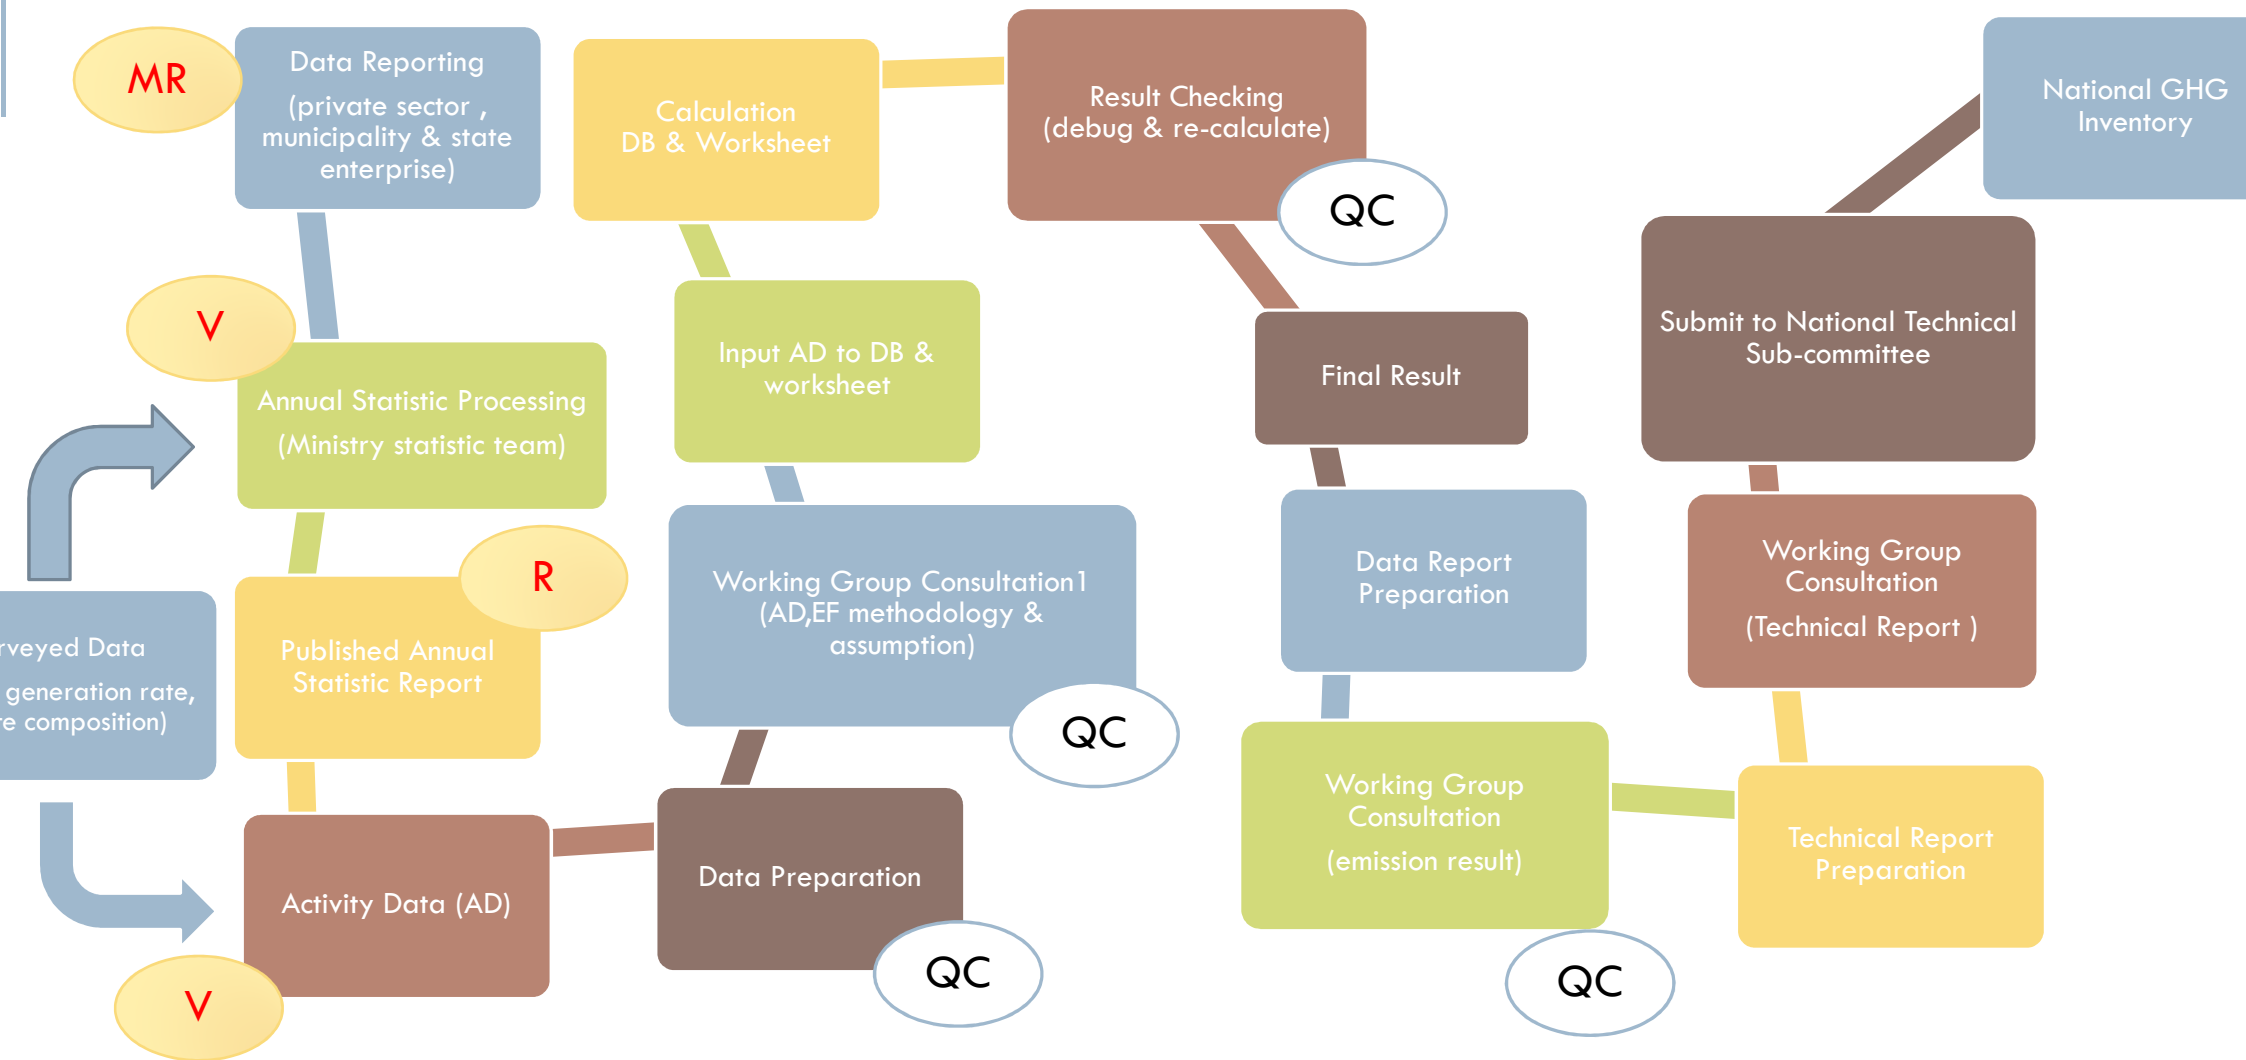 MR
Data Reporting
(private sector ,
municipality & state
enterprise)
V
Annual Statistic Processing
(Ministry statistic team)
R
Published Annual
Statistic Report
Data
generation rate,
composition)
Activity Data (AD)
V
Data Preparation
QC
Working Group Consultation1
(AD,EF methodology &
assumption)
QC
Input AD to DB &
worksheet
Calculation
DB & Worksheet
Result Checking
(debug & re-calculate)
QC
Final Result
Data Report
Preparation
Working Group
Consultation
(emission result)
QC
Technical Report
Preparation
Working Group
Consultation
(Technical Report )
Submit to National Technical
Sub-committee
National GHG
Inventory